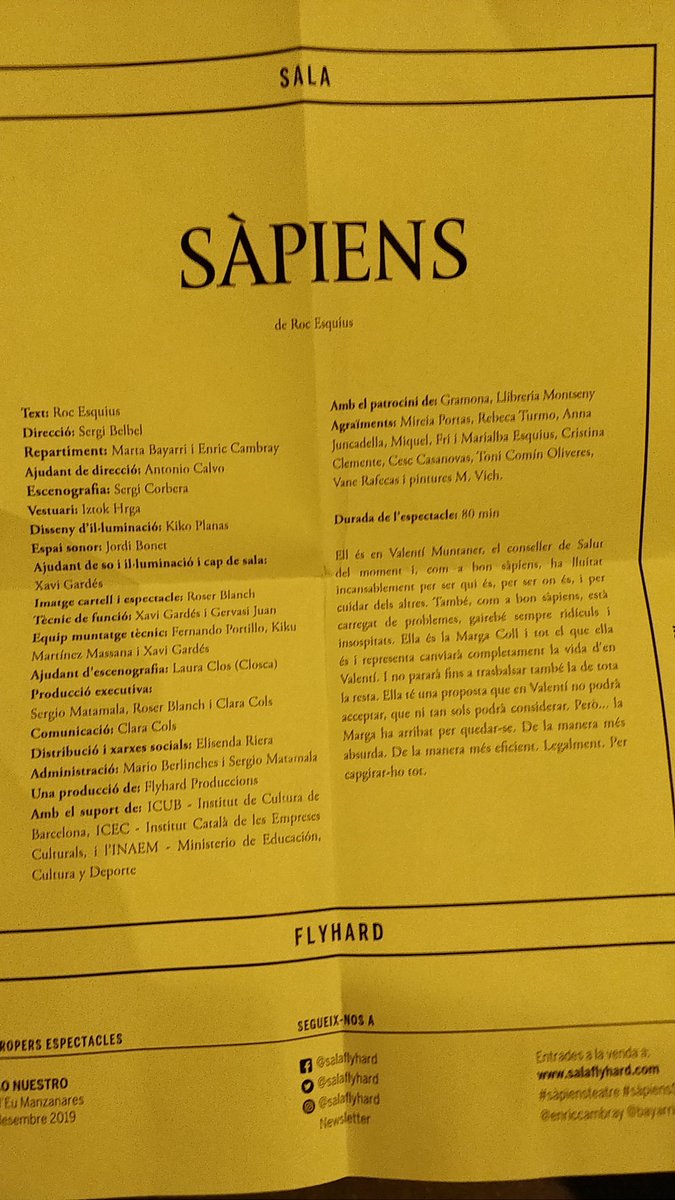 SALA
SÀPIENS
de Roc Esquius
Text: Roc Esquius
Direcció: Sergi Belbel
Repartiment: Marta Bayarri i Enric Cambray
Ajudant de direcció: Antonio Calvo
Escenografia: Sergi Corbera
Vestuari: Iztok Hrga
Disseny d'il·luminació: Kiko Planas
Espai sonor: Jordi Bonet
Ajudant de so i il·luminació i cap de sala:
Xavi Gardés
Imatge cartell i espectacle: Roser Blanch
Tècnic de funció: Xavi Gardés i Gervasi Juan
Equip muntatge tècnic: Fernando Portillo, Kiku
Martínez Massana i Xavi Gardés
Ajudant d'escenografia: Laura Clos (Closca)
Producció executiva:
Sergio Matamala, Roser Blanch i Clara Cols
Comunicació: Clara Cols
Distribució i xarxes socials: Elisenda Riera
Administració: Mario Berlinches i Sergio Matamala
Una producció de: Flyhard Produccions
Amb el suport de: ICUB - Institut de Cultura de
Barcelona, ICEC - Institut Català de les Empreses
Culturals, i l'INAEM - Ministerio de Educación,
Cultura y Deporte
Amb el patrocini de: Gramona, Llibreria Montseny
Agraïments: Mireia Portas, Rebeca Turmo, Anna
Juncadella, Miquel, Fri i Marialba Esquius, Cristina
Clemente, Cesc Casanovas, Toni Comín Oliveres,
Vane Rafecas i pintures M. Vich.
Durada de l'espectacle: 80 min
Ell és en Valentí Muntaner, el conseller de Salut
del moment i, com a bon sàpiens, ha lluitat
incansablement per ser qui és, per ser on és, i per
cuidar dels altres. També, com a bon sàpiens, està
carregat de problemes, gairebé sempre ridículs i
insospitats. Ella és la Marga Coll i tot el que ella
és i representa canviarà completament la vida d'en
Valentí. I no pararà fins a trasbalsar també la de tota
la resta. Ella té una proposta que en Valentí no podrà
acceptar, que ni tan sols podrà considerar. Però... la
Marga ha arribat per quedar-se. De la manera més
absurda. De la manera més eficient. Legalment. Per
capgirar-ho tot.
FLYHARD
ROPERS ESPECTACLES
O NUESTRO
'Eu Manzanares
desembre 2019
SEGUEIX-NOS A
@salaflyhard
@salaflyhard
@salaflyhard
Newsletter
Entrades a la venda a:
www.salaflyhard.com
#sàpiensteatre #sàpiens
@enriccambray @bayarri